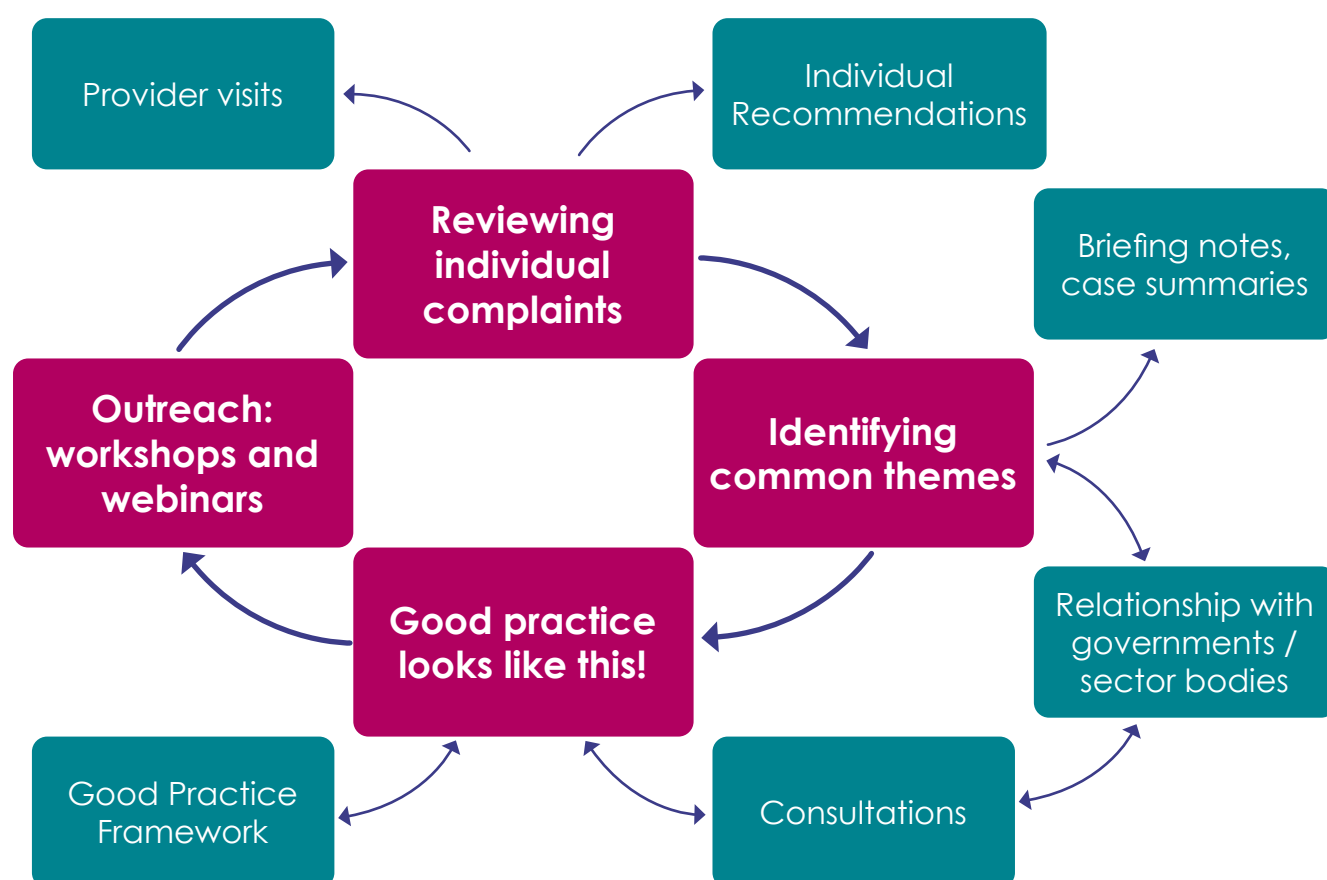 Provider visits
Individual
Recommendations
Reviewing
individual
complaints
Briefing notes,
case summaries
Outreach:
workshops and
webinars
Identifying
common themes
Good practice
looks like this!
Relationship with
governments /
sector bodies
Good Practice
Framework
Consultations